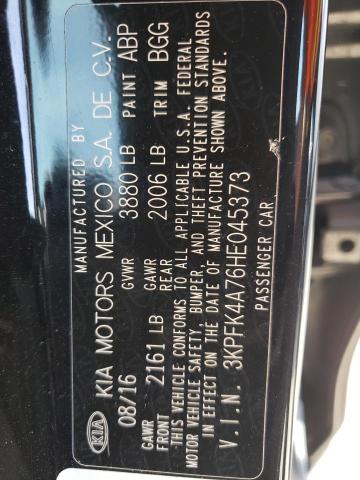 MANUFACTURED BY
KIA KIA MOTORS MEXICO S.A. DE C.V.
08/16 GVWR 3880 LB PAINT ABP
GAWR FRONT 2161 LB GAWR REAR 2006 LB TRIM BGG
THIS VEHICLE CONFORMS TO ALL APPLICABLE U.S.A. FEDERAL
MOTOR VEHICLE SAFETY, BUMPER, AND THEFT PREVENTION STANDARDS
IN EFFECT ON THE DATE OF MANUFACTURE SHOWN ABOVE.
V.I.N. 3KPFK4A76HE045373
PASSENGER CAR